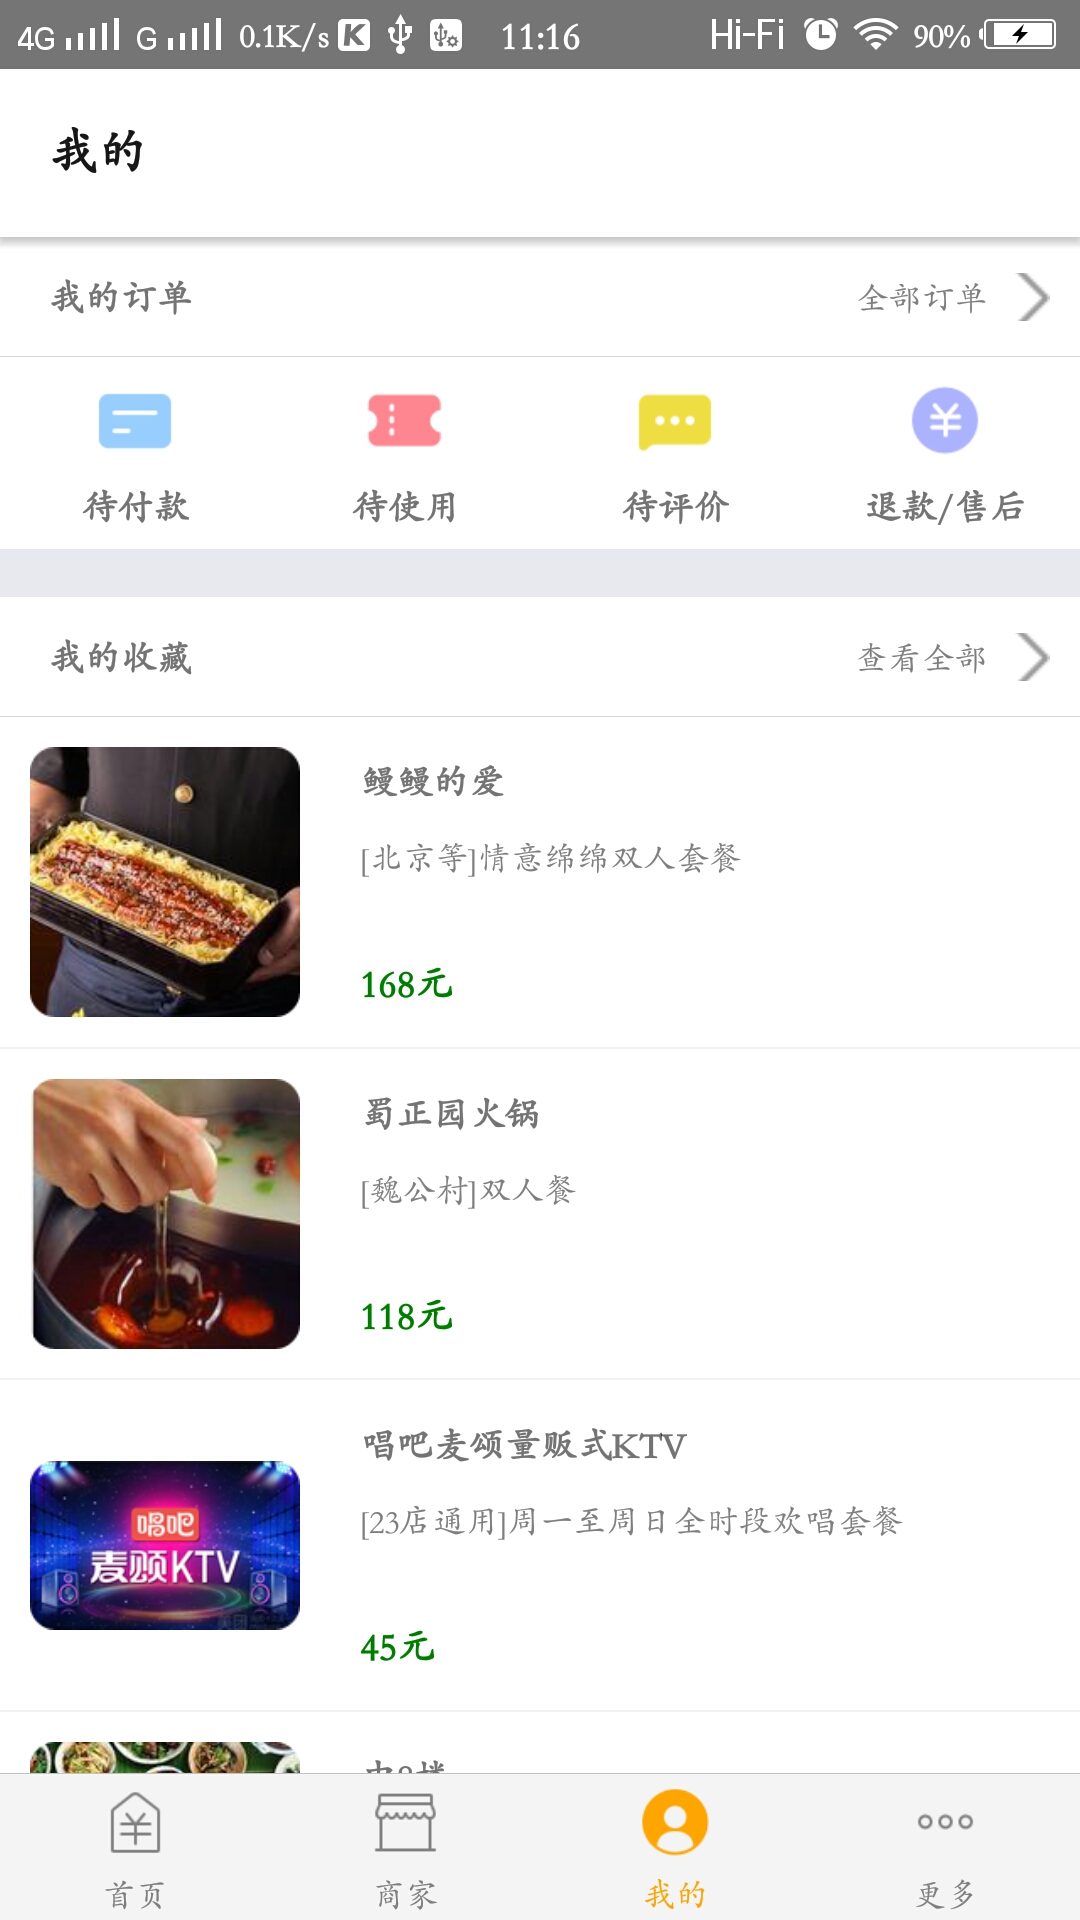 4G G 0.1K/s 11:16 Hi-Fi 90%
我的
我的订单 全部订单
待付款 待使用 待评价 退款/售后
我的收藏 查看全部
鳗鳗的爱
[北京等]情意绵绵双人套餐
168元
蜀正园火锅
[魏公村]双人餐
118元
唱吧麦颂量贩式KTV
[23店通用]周一至周日全时段欢唱套餐
唱吧
麦颂KTV
45元
首页 商家 我的 更多